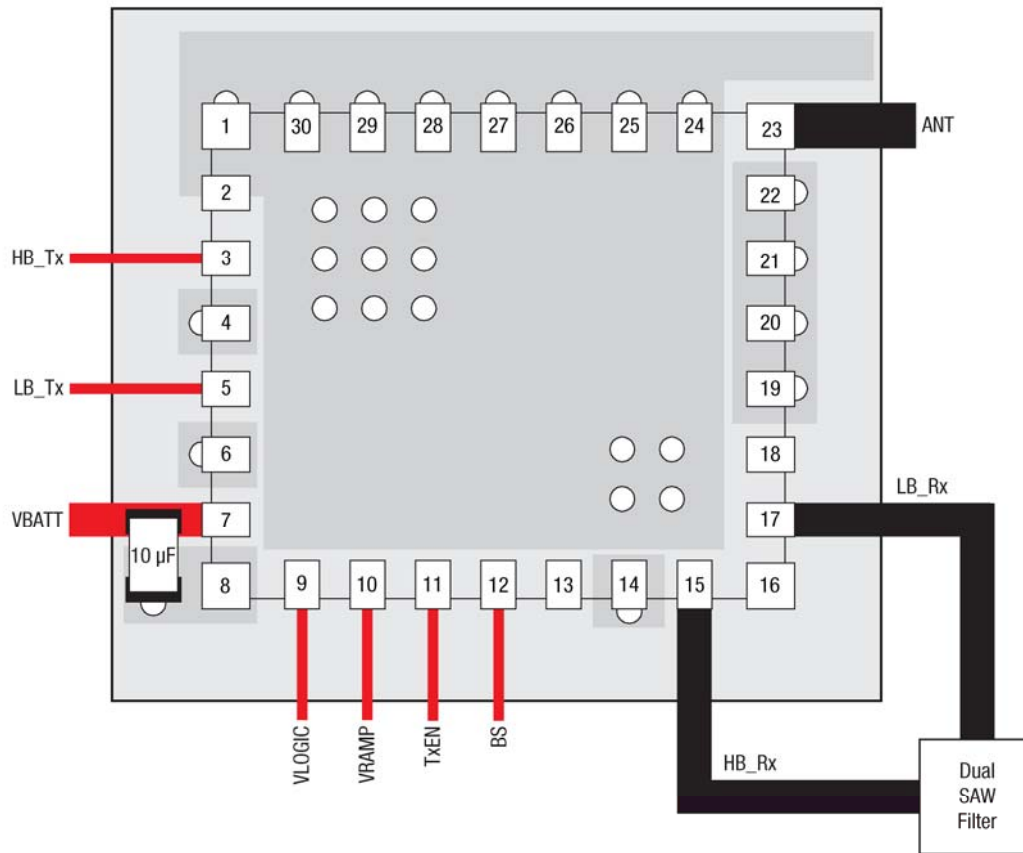 1
30
29
28
27
26
25
24
23
ANT
2
22
HB_Tx
3
21
4
20
LB_Tx
5
19
6
18
LB_Rx
VBATT
7
17
10 µF
8
9
10
11
12
13
14
15
16
VLOGIC
VRAMP
TxEN
BS
HB_Rx
Dual
SAW
Filter